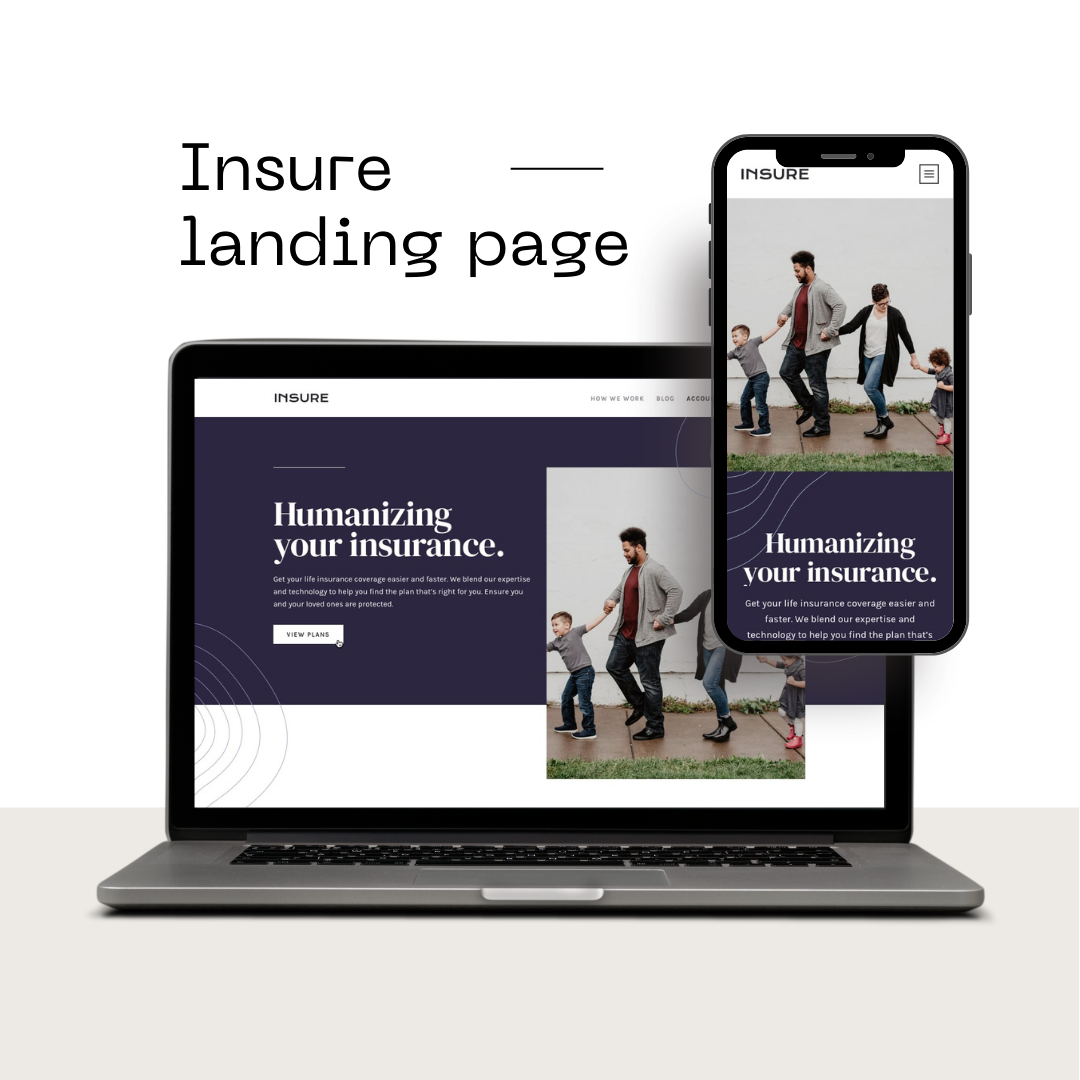 Insure
landing page
INSURE
HOW WE WORK BLOG
Humanizing
your insurance.
Get your life insurance coverage easier and faster. We blend our expertise
and technology to help you find the plan that's right for you. Ensure you
and your loved ones are protected.
VIEW PLANS
INSURE
Humanizing
your insurance.
Get your life insurance coverage easier and
faster. We blend our expertise and
technology to help you find the plan that's